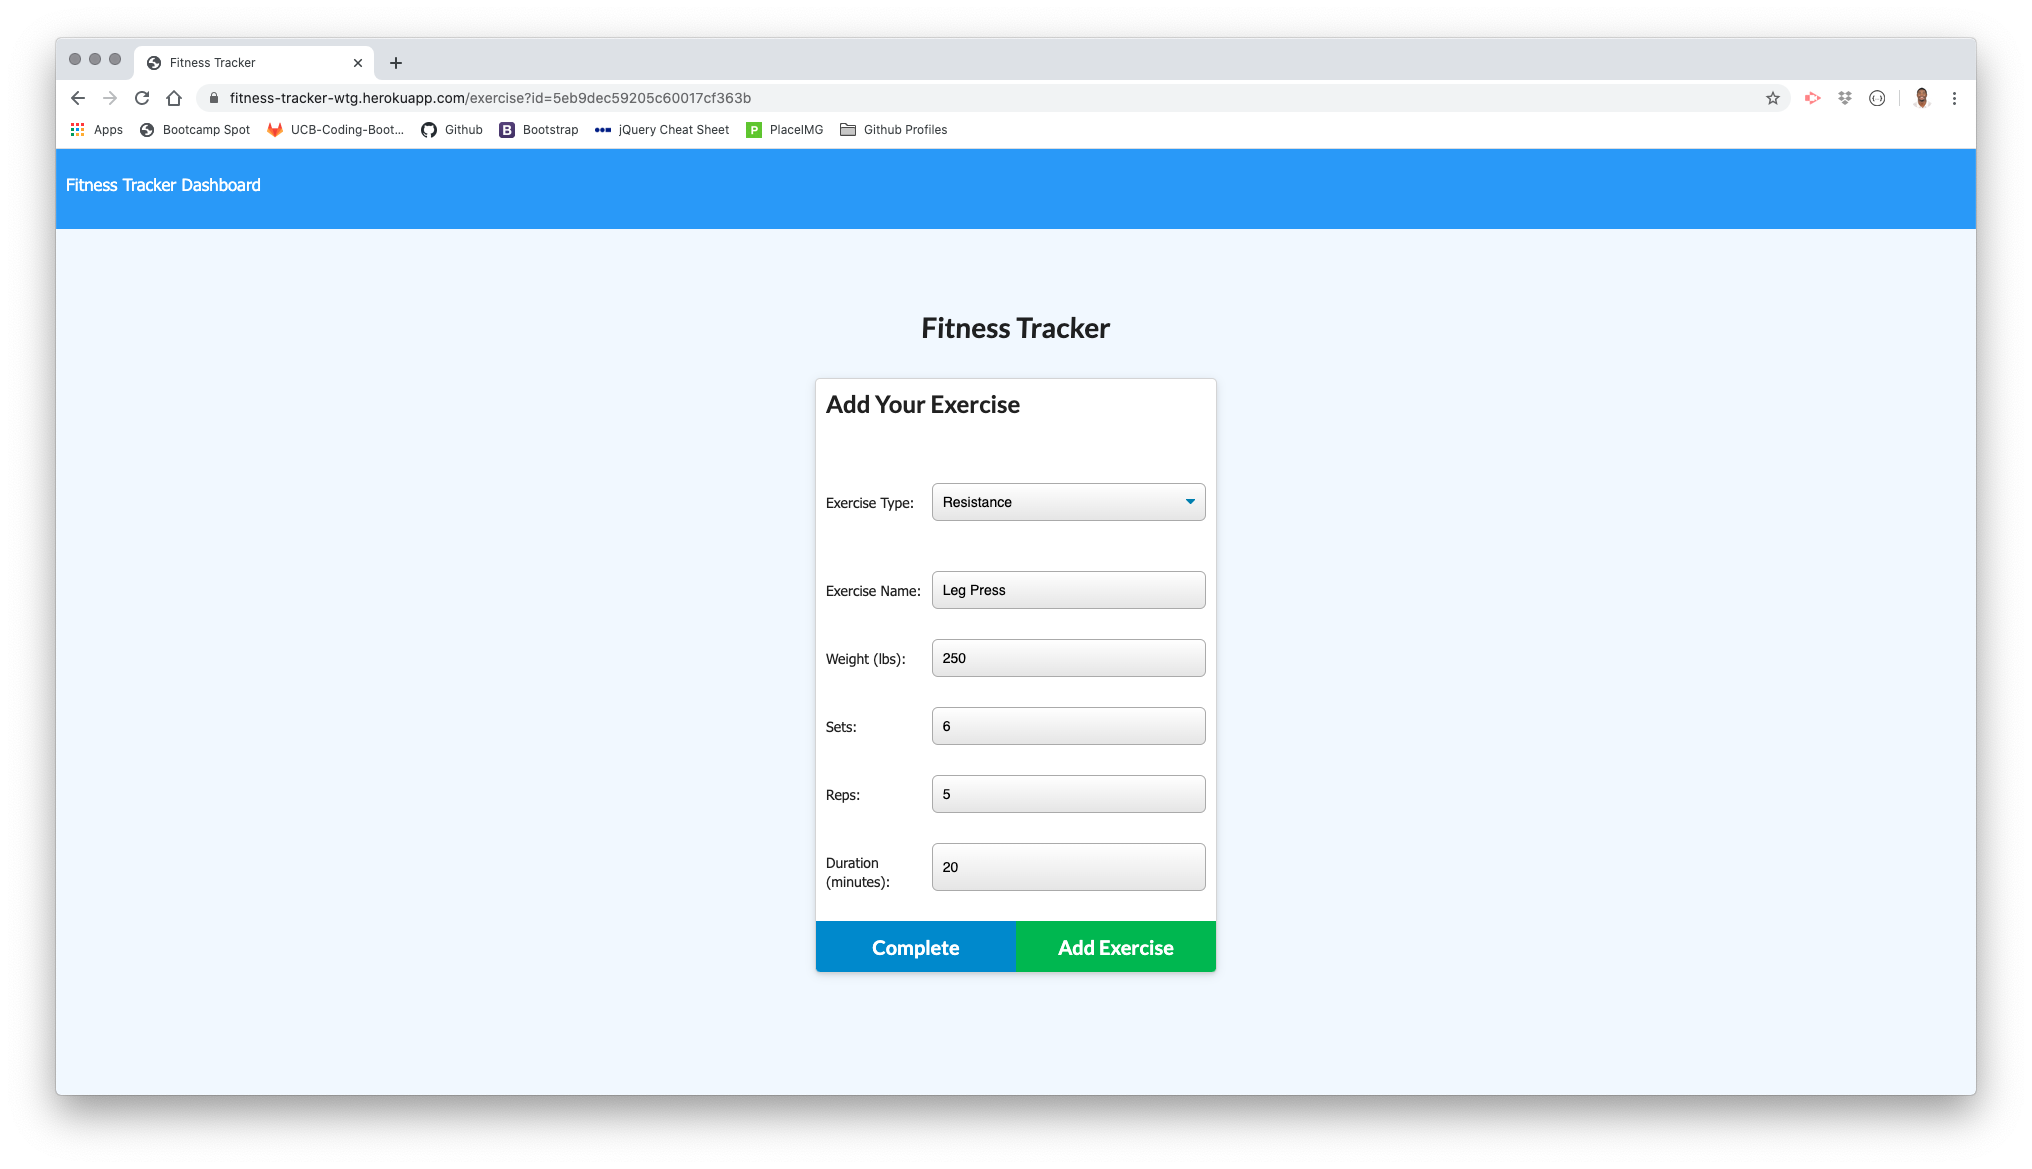 Fitness Tracker
fitness-tracker-wtg.herokuapp.com/exercise?id=5eb9dec59205c60017cf363b
Apps Bootcamp Spot UCB-Coding-Boot... Github B Bootstrap jQuery Cheat Sheet P PlaceIMG Github Profiles
Fitness Tracker Dashboard
Fitness Tracker
Add Your Exercise
Exercise Type: Resistance
Exercise Name: Leg Press
Weight (lbs): 250
Sets: 6
Reps: 5
Duration
(minutes): 20
Complete Add Exercise